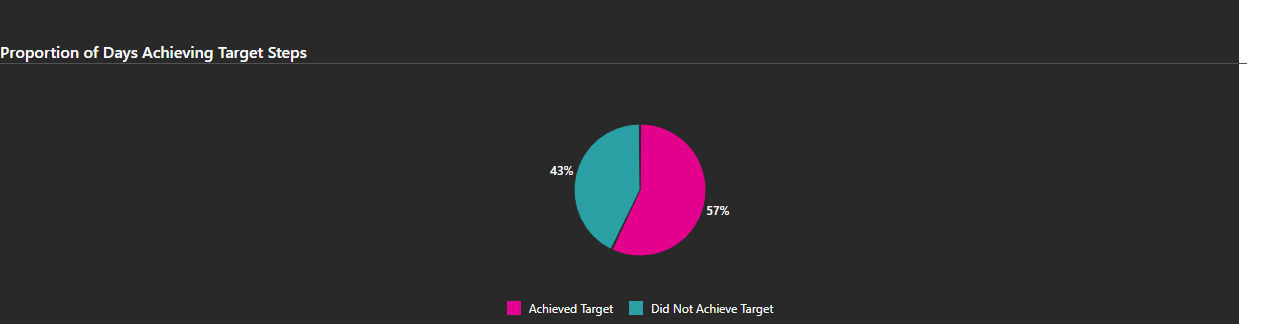 Proportion of Days Achieving Target Steps
43%
57%
Achieved Target
Did Not Achieve Target